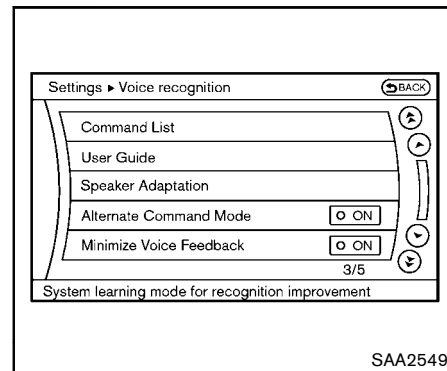 Settings ▸ Voice recognition
BACK
Command List
User Guide
Speaker Adaptation
Alternate Command Mode ON
Minimize Voice Feedback ON
3/5
System learning mode for recognition improvement
SAA2549